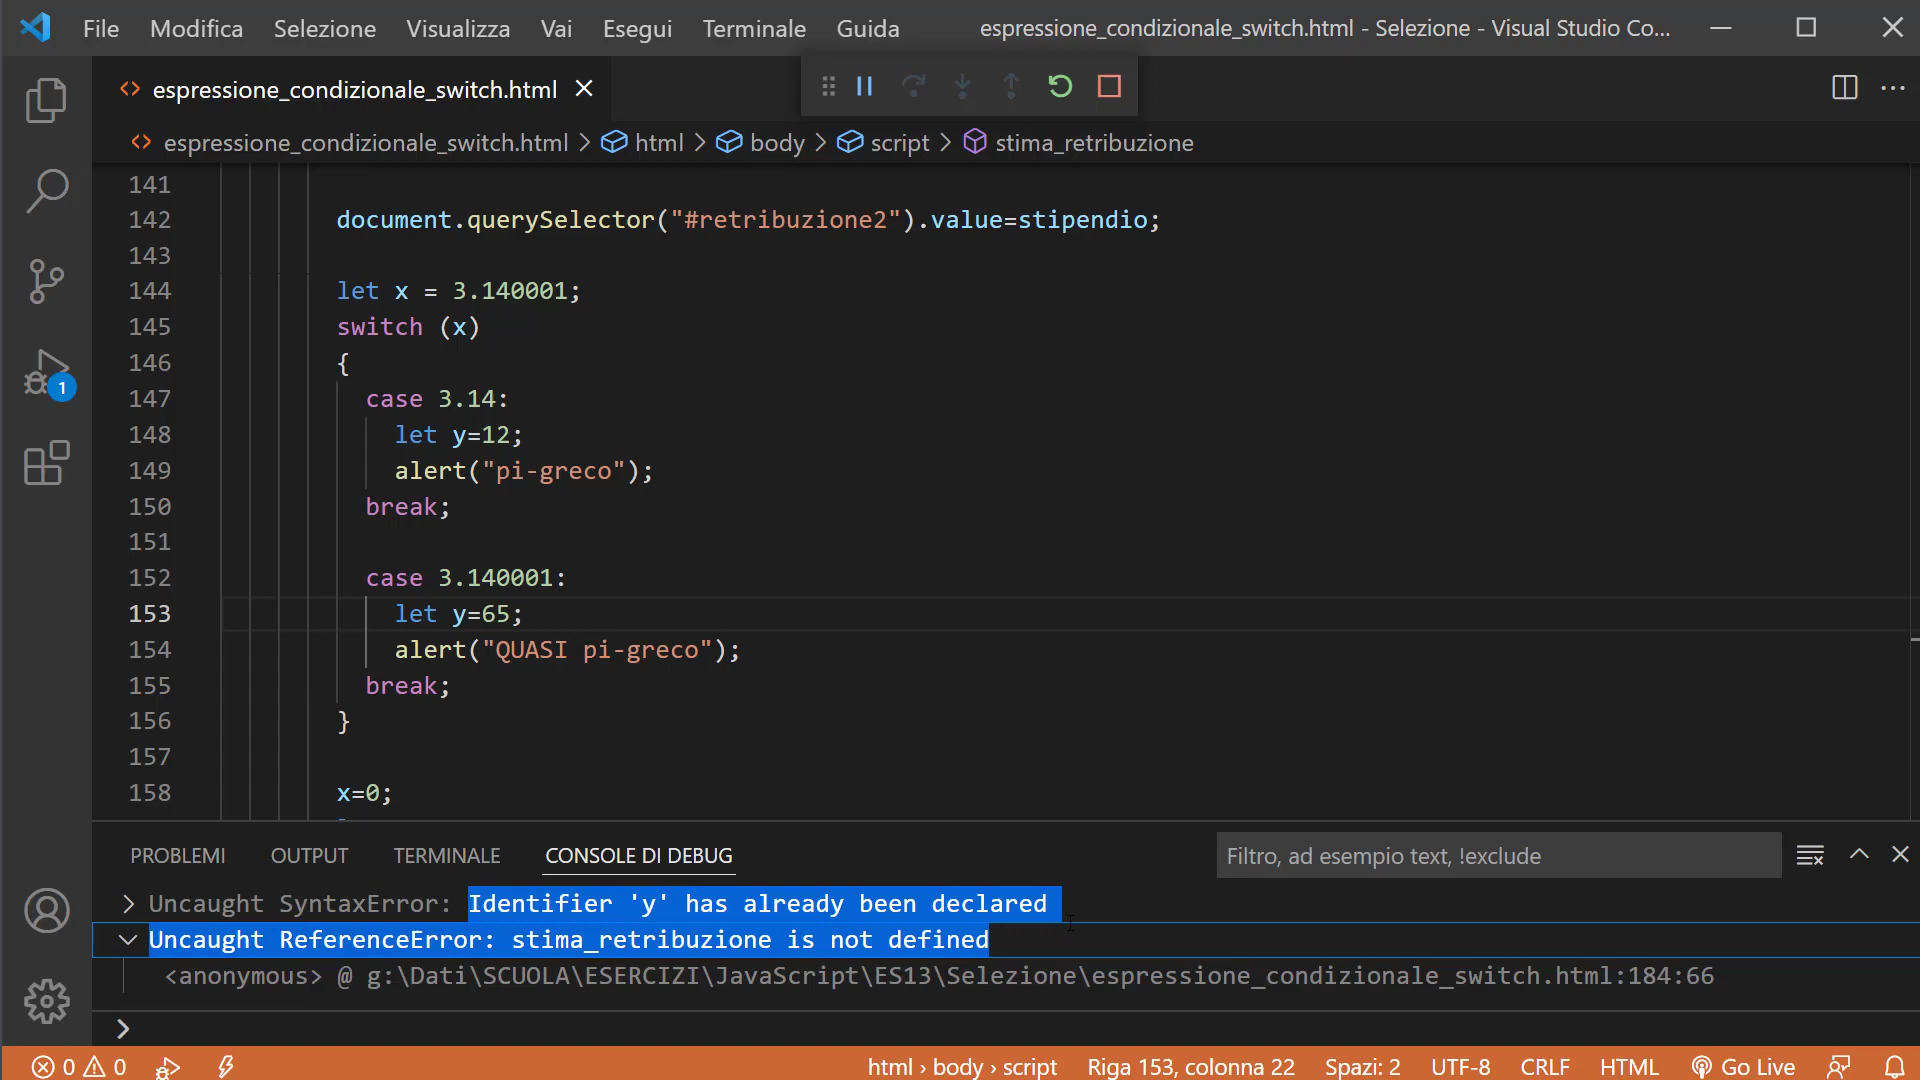 File Modifica Selezione Visualizza Vai Esegui Terminale Guida espressione_condizionale_switch.html - Selezione - Visual Studio Co...
<> espressione_condizionale_switch.html
<> espressione_condizionale_switch.html > html > body > script > stima_retribuzione
141
142 document.querySelector("#retribuzione2").value=stipendio;
143
144 let x = 3.140001;
145 switch (x)
146 {
147 case 3.14:
148 let y=12;
149 alert("pi-greco");
150 break;
151
152 case 3.140001:
153 let y=65;
154 alert("QUASI pi-greco");
155 break;
156 }
157
158 x=0;
1
PROBLEMI OUTPUT TERMINALE CONSOLE DI DEBUG Filtro, ad esempio text, !exclude
Uncaught SyntaxError: Identifier 'y' has already been declared
Uncaught ReferenceError: stima_retribuzione is not defined
<anonymous> @ g:\Dati\SCUOLA\ESERCIZI\JavaScript\ES13\Selezione\espressione_condizionale_switch.html:184:66
0 0 html › body › script Riga 153, colonna 22 Spazi: 2 UTF-8 CRLF HTML Go Live